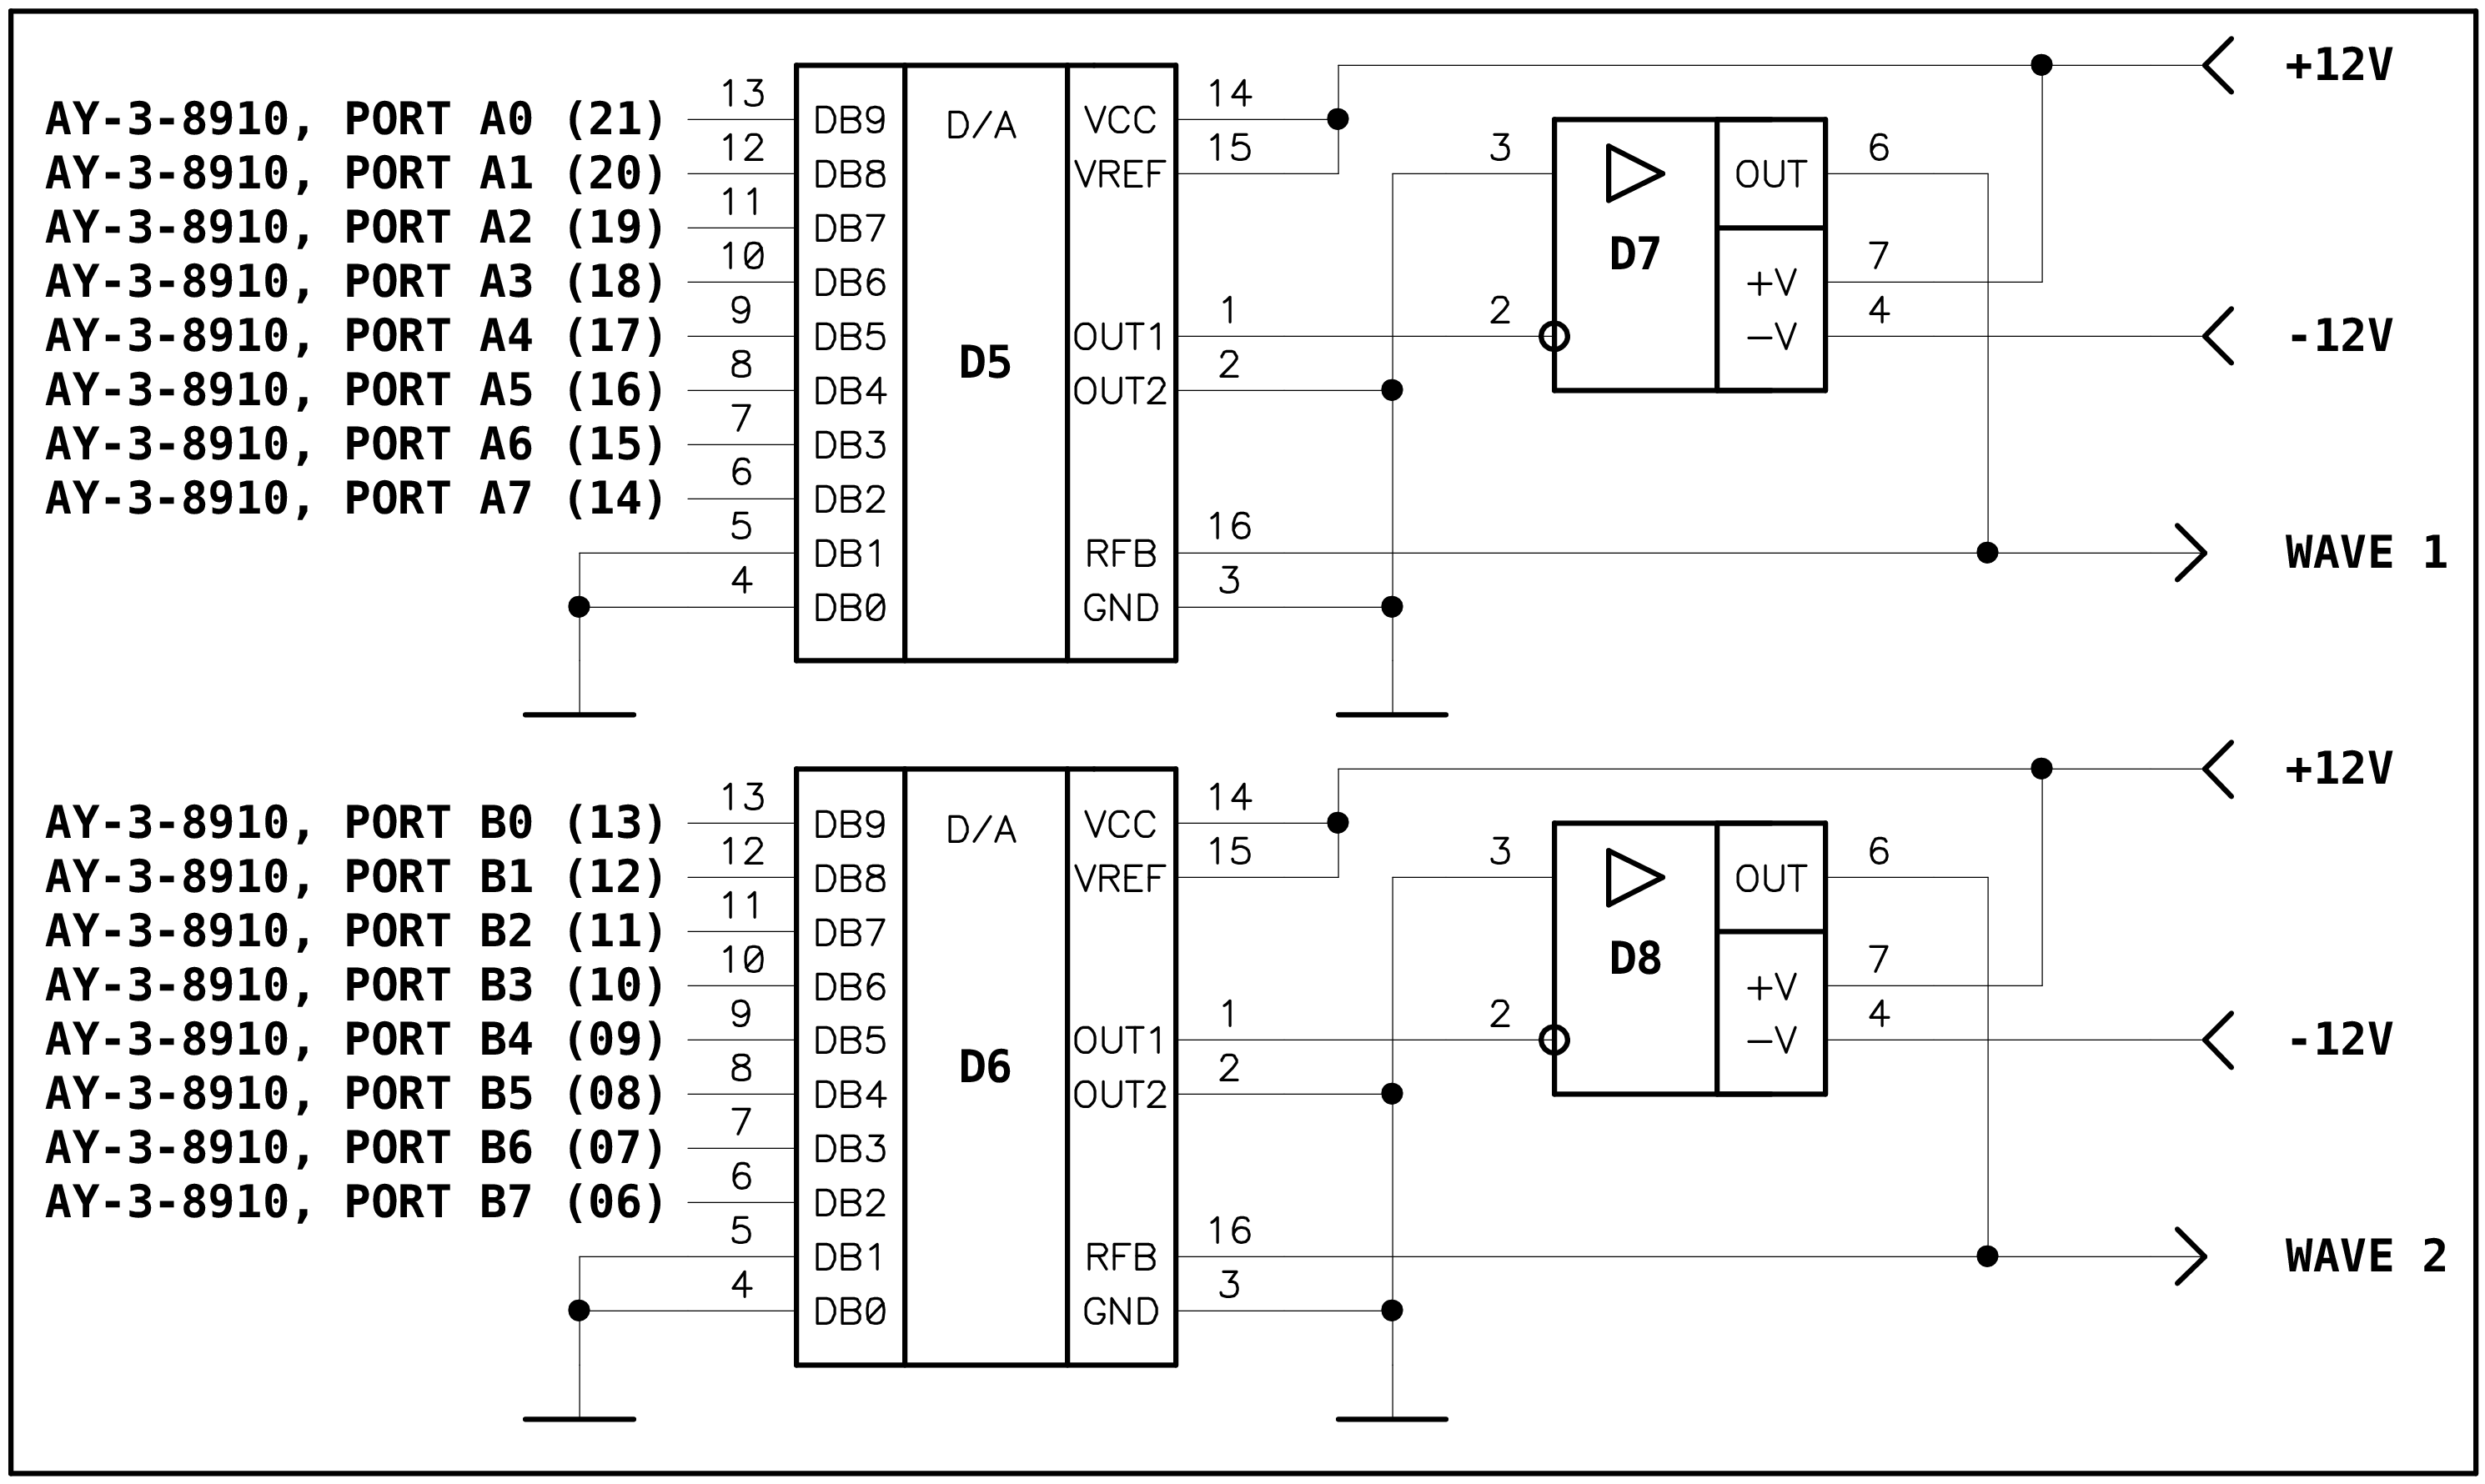 +12V
13 14
AY-3-8910, PORT A0 (21) DB9 D/A VCC
12 15 3 6
AY-3-8910, PORT A1 (20) DB8 VREF OUT
11
AY-3-8910, PORT A2 (19) DB7
10 D7 7
AY-3-8910, PORT A3 (18) DB6 +V
9 1 2 4
AY-3-8910, PORT A4 (17) DB5 OUT1 -V -12V
8 D5 2
AY-3-8910, PORT A5 (16) DB4 OUT2
7
AY-3-8910, PORT A6 (15) DB3
6
AY-3-8910, PORT A7 (14) DB2
5 16
DB1 RFB WAVE 1
4 3
DB0 GND
+12V
13 14
AY-3-8910, PORT B0 (13) DB9 D/A VCC
12 15 3 6
AY-3-8910, PORT B1 (12) DB8 VREF OUT
11
AY-3-8910, PORT B2 (11) DB7
10 D8 7
AY-3-8910, PORT B3 (10) DB6 +V
9 1 2 4
AY-3-8910, PORT B4 (09) DB5 OUT1 -V -12V
8 D6 2
AY-3-8910, PORT B5 (08) DB4 OUT2
7
AY-3-8910, PORT B6 (07) DB3
6
AY-3-8910, PORT B7 (06) DB2
5 16
DB1 RFB WAVE 2
4 3
DB0 GND